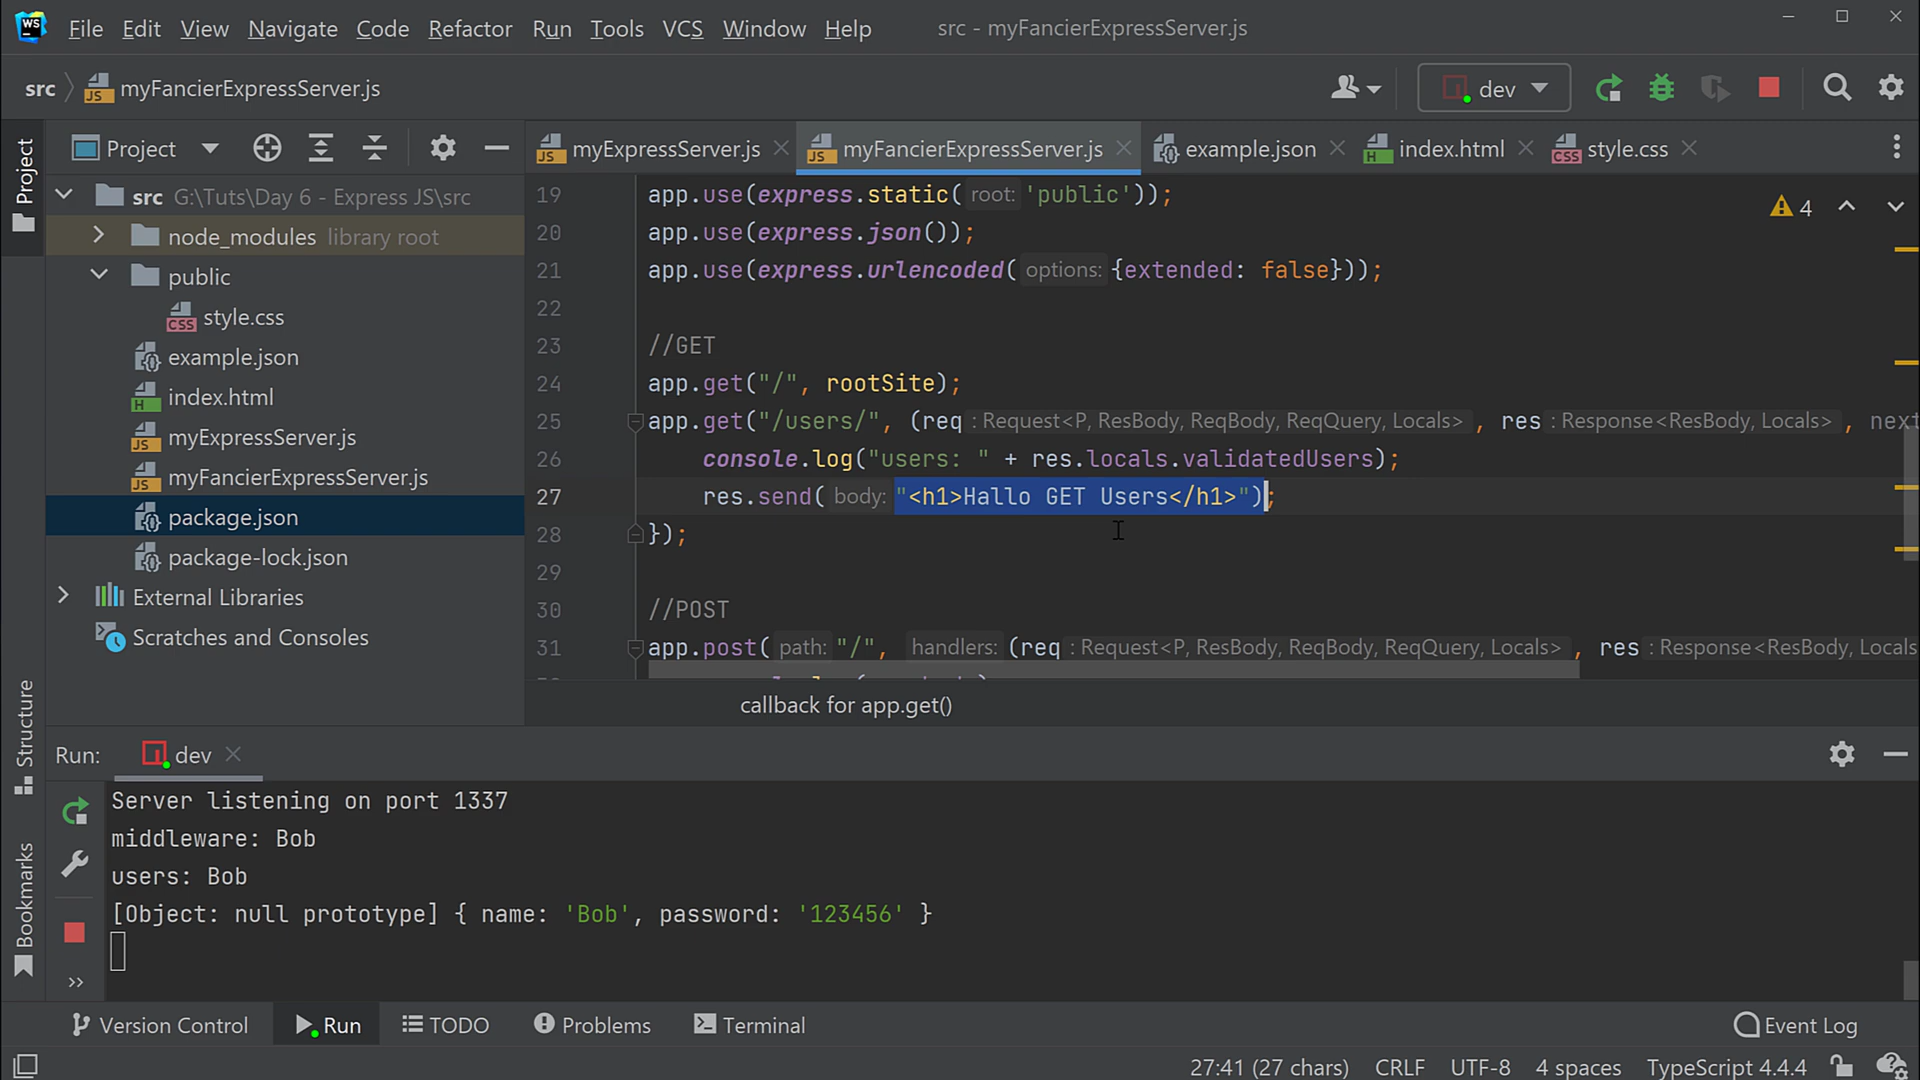 WS File Edit View Navigate Code Refactor Run Tools VCS Window Help src - myFancierExpressServer.js
src JS myFancierExpressServer.js dev
Project Project
myExpressServer.js myFancierExpressServer.js example.json index.html style.css
src G:\Tuts\Day 6 - Express JS\src
node_modules library root
public
style.css
example.json
index.html
myExpressServer.js
myFancierExpressServer.js
package.json
package-lock.json
External Libraries
Scratches and Consoles
4
19 app.use(express.static( root: 'public'));
20 app.use(express.json());
21 app.use(express.urlencoded( options: {extended: false}));
22
23 //GET
24 app.get("/", rootSite);
25 app.get("/users/", (req : Request<P, ResBody, ReqBody, ReqQuery, Locals> , res : Response<ResBody, Locals> , next
26 console.log("users: " + res.locals.validatedUsers);
27 res.send( body: "<h1>Hallo GET Users</h1>");
28 });
29
30 //POST
31 app.post( path: "/", handlers: (req : Request<P, ResBody, ReqBody, ReqQuery, Locals> , res : Response<ResBody, Locals
callback for app.get()
Structure
Bookmarks
Run: dev
Server listening on port 1337
middleware: Bob
users: Bob
[Object: null prototype] { name: 'Bob', password: '123456' }
Version Control Run TODO Problems Terminal Event Log
27:41 (27 chars) CRLF UTF-8 4 spaces TypeScript 4.4.4